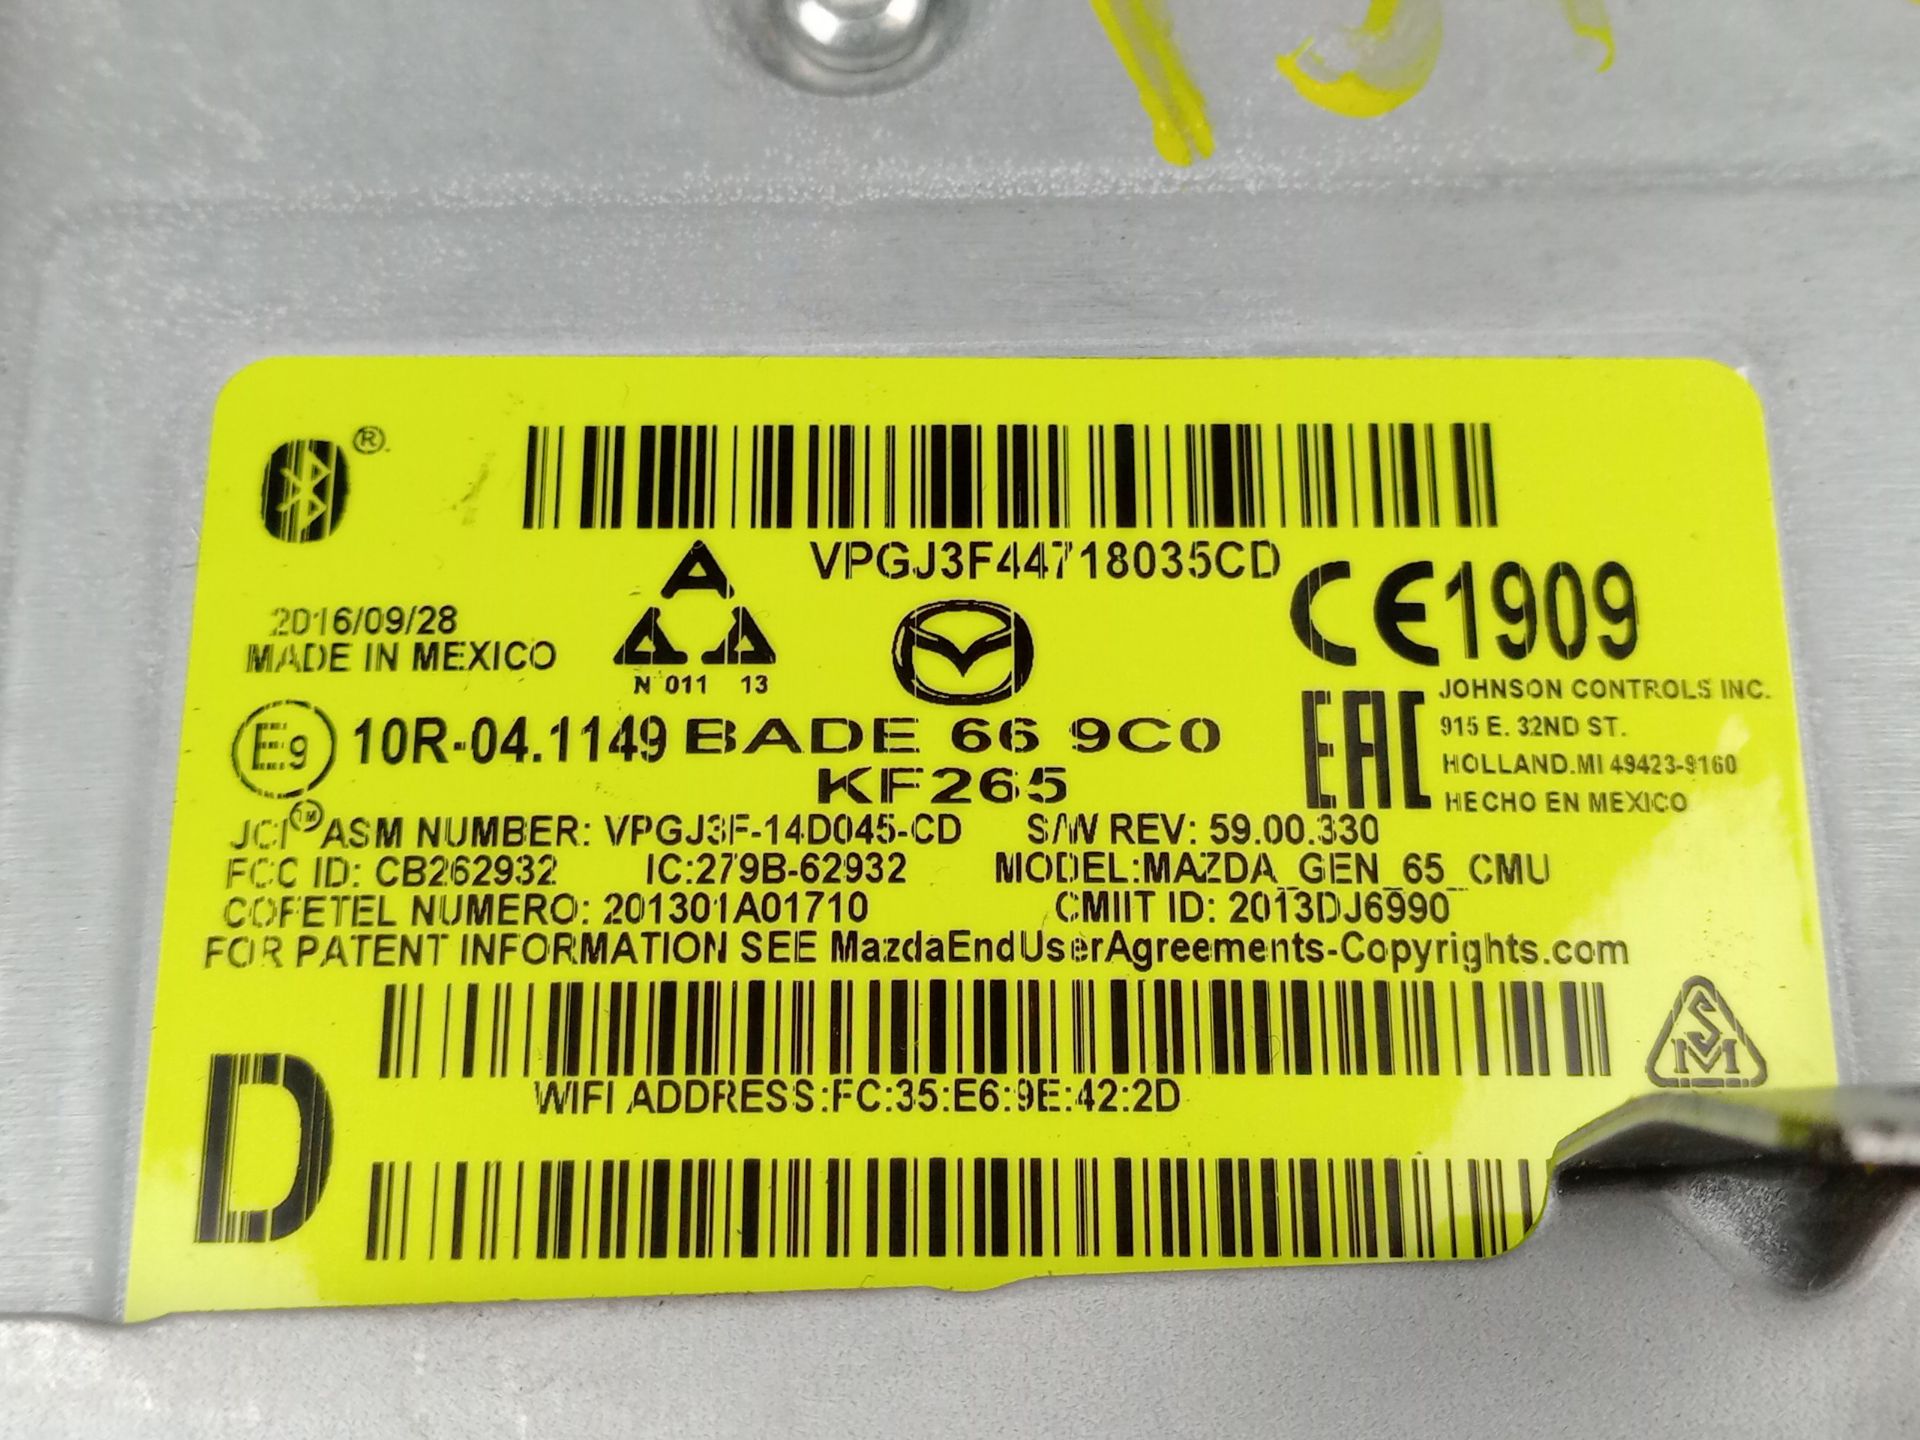 VPGJ3F44718035CD
2016/09/28
MADE IN MEXICO
A
N 011 13
CE1909
E9 10R-04.1149 BADE 66 9C0
KF265
EAC
JOHNSON CONTROLS INC.
915 E. 32ND ST.
HOLLAND.MI 49423-9160
HECHO EN MEXICO
JCI™ ASM NUMBER: VPGJ3F-14D045-CD S/W REV: 59.00.330
FCC ID: CB262932 IC:279B-62932 MODEL:MAZDA_GEN_65_CMU
COFETEL NUMERO: 201301A01710 CMIIT ID: 2013DJ6990
FOR PATENT INFORMATION SEE MazdaEndUserAgreements-Copyrights.com
WIFI ADDRESS:FC:35:E6:9E:42:2D
D